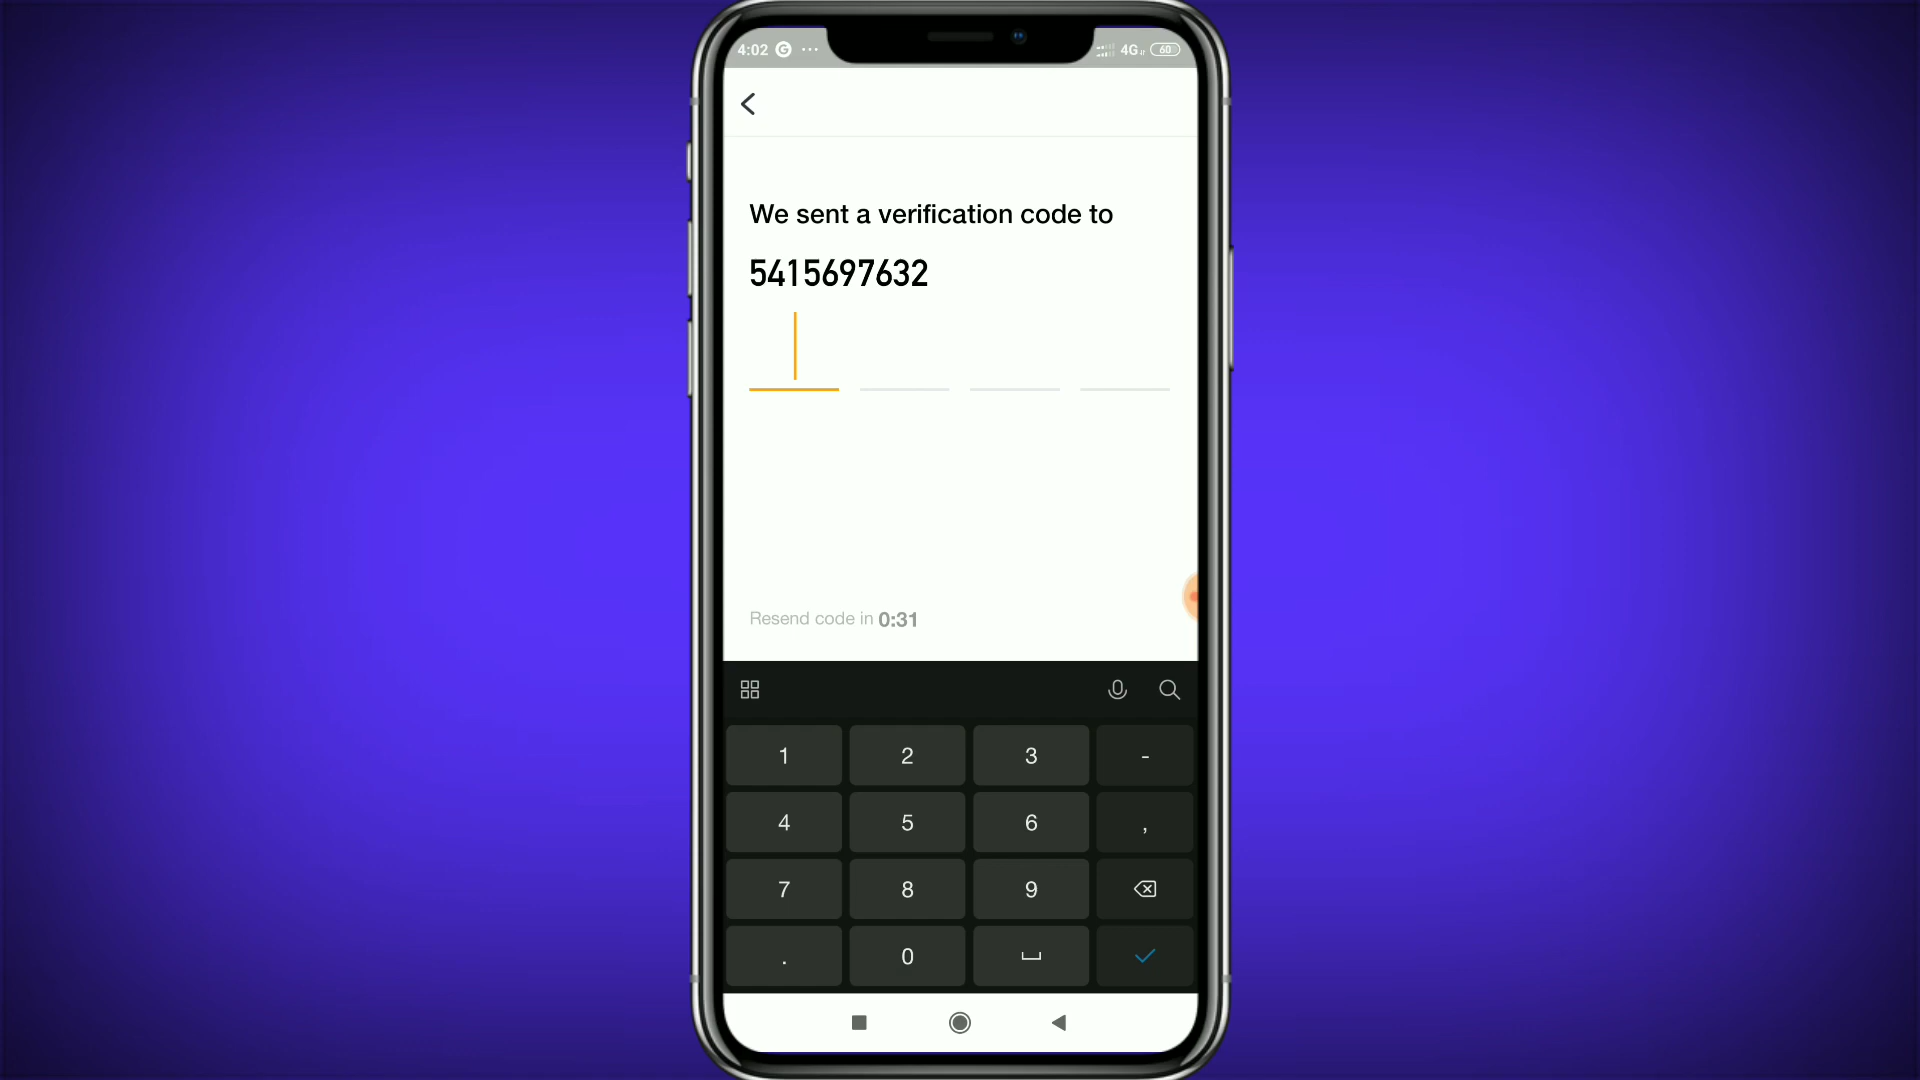 4:02 G ... 4G 60
We sent a verification code to
5415697632
Resend code in 0:31
1 2 3 -
4 5 6 ,
7 8 9
. 0